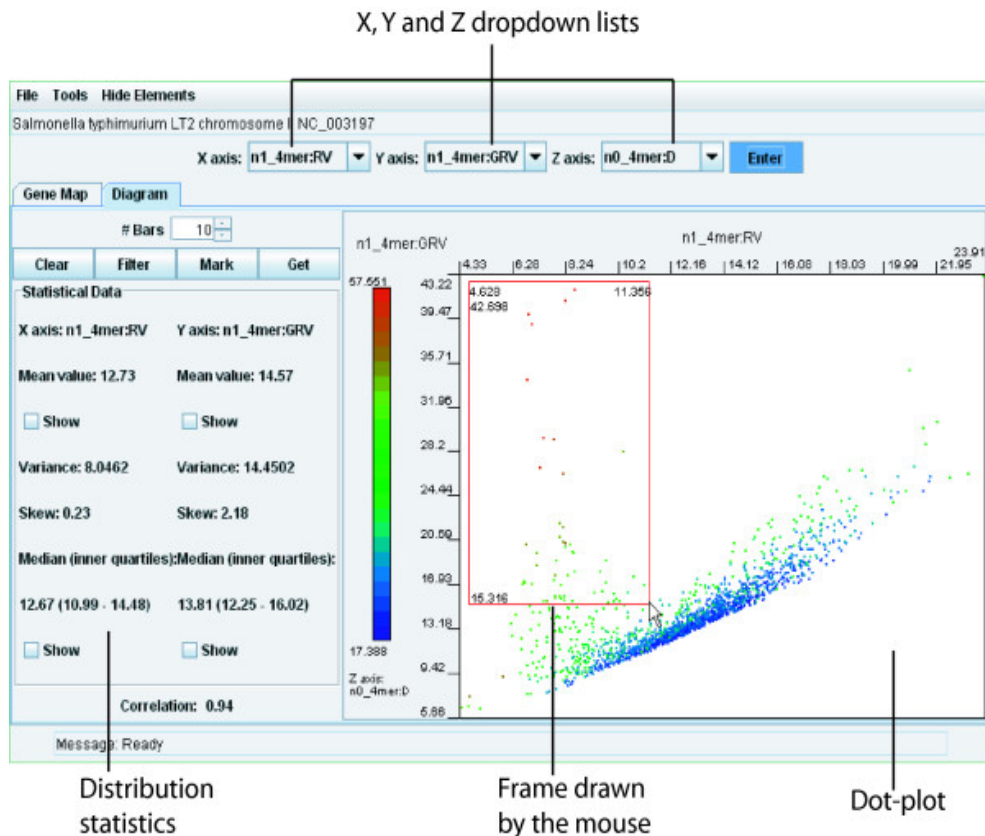 X, Y and Z dropdown lists
File Tools Hide Elements
Salmonella typhimurium LT2 chromosome I NC_003197
X axis: n1_4mer:RV Y axis: n1_4mer:GRV Z axis: n0_4mer:D Enter
Gene Map Diagram
# Bars 10
Clear Filter Mark Get
Statistical Data
X axis: n1_4mer:RV Y axis: n1_4mer:GRV
Mean value: 12.73 Mean value: 14.57
Show Show
Variance: 8.0462 Variance: 14.4502
Skew: 0.23 Skew: 2.18
Median (inner quartiles): Median (inner quartiles):
12.67 (10.99 - 14.48) 13.81 (12.25 - 16.02)
Show Show
Correlation: 0.94
n1_4mer:GRV
n1_4mer:RV
23.91
4.33 6.28 8.24 10.2 12.16 14.12 16.08 18.03 19.99 21.95
57.551
17.388
Z axis:
n0_4mer:D
43.22
39.47
35.71
31.95
28.2
24.44
20.69
16.93
13.18
9.42
5.66
4.628 11.356
42.698
15.316
Message: Ready
Distribution
statistics
Frame drawn
by the mouse
Dot-plot